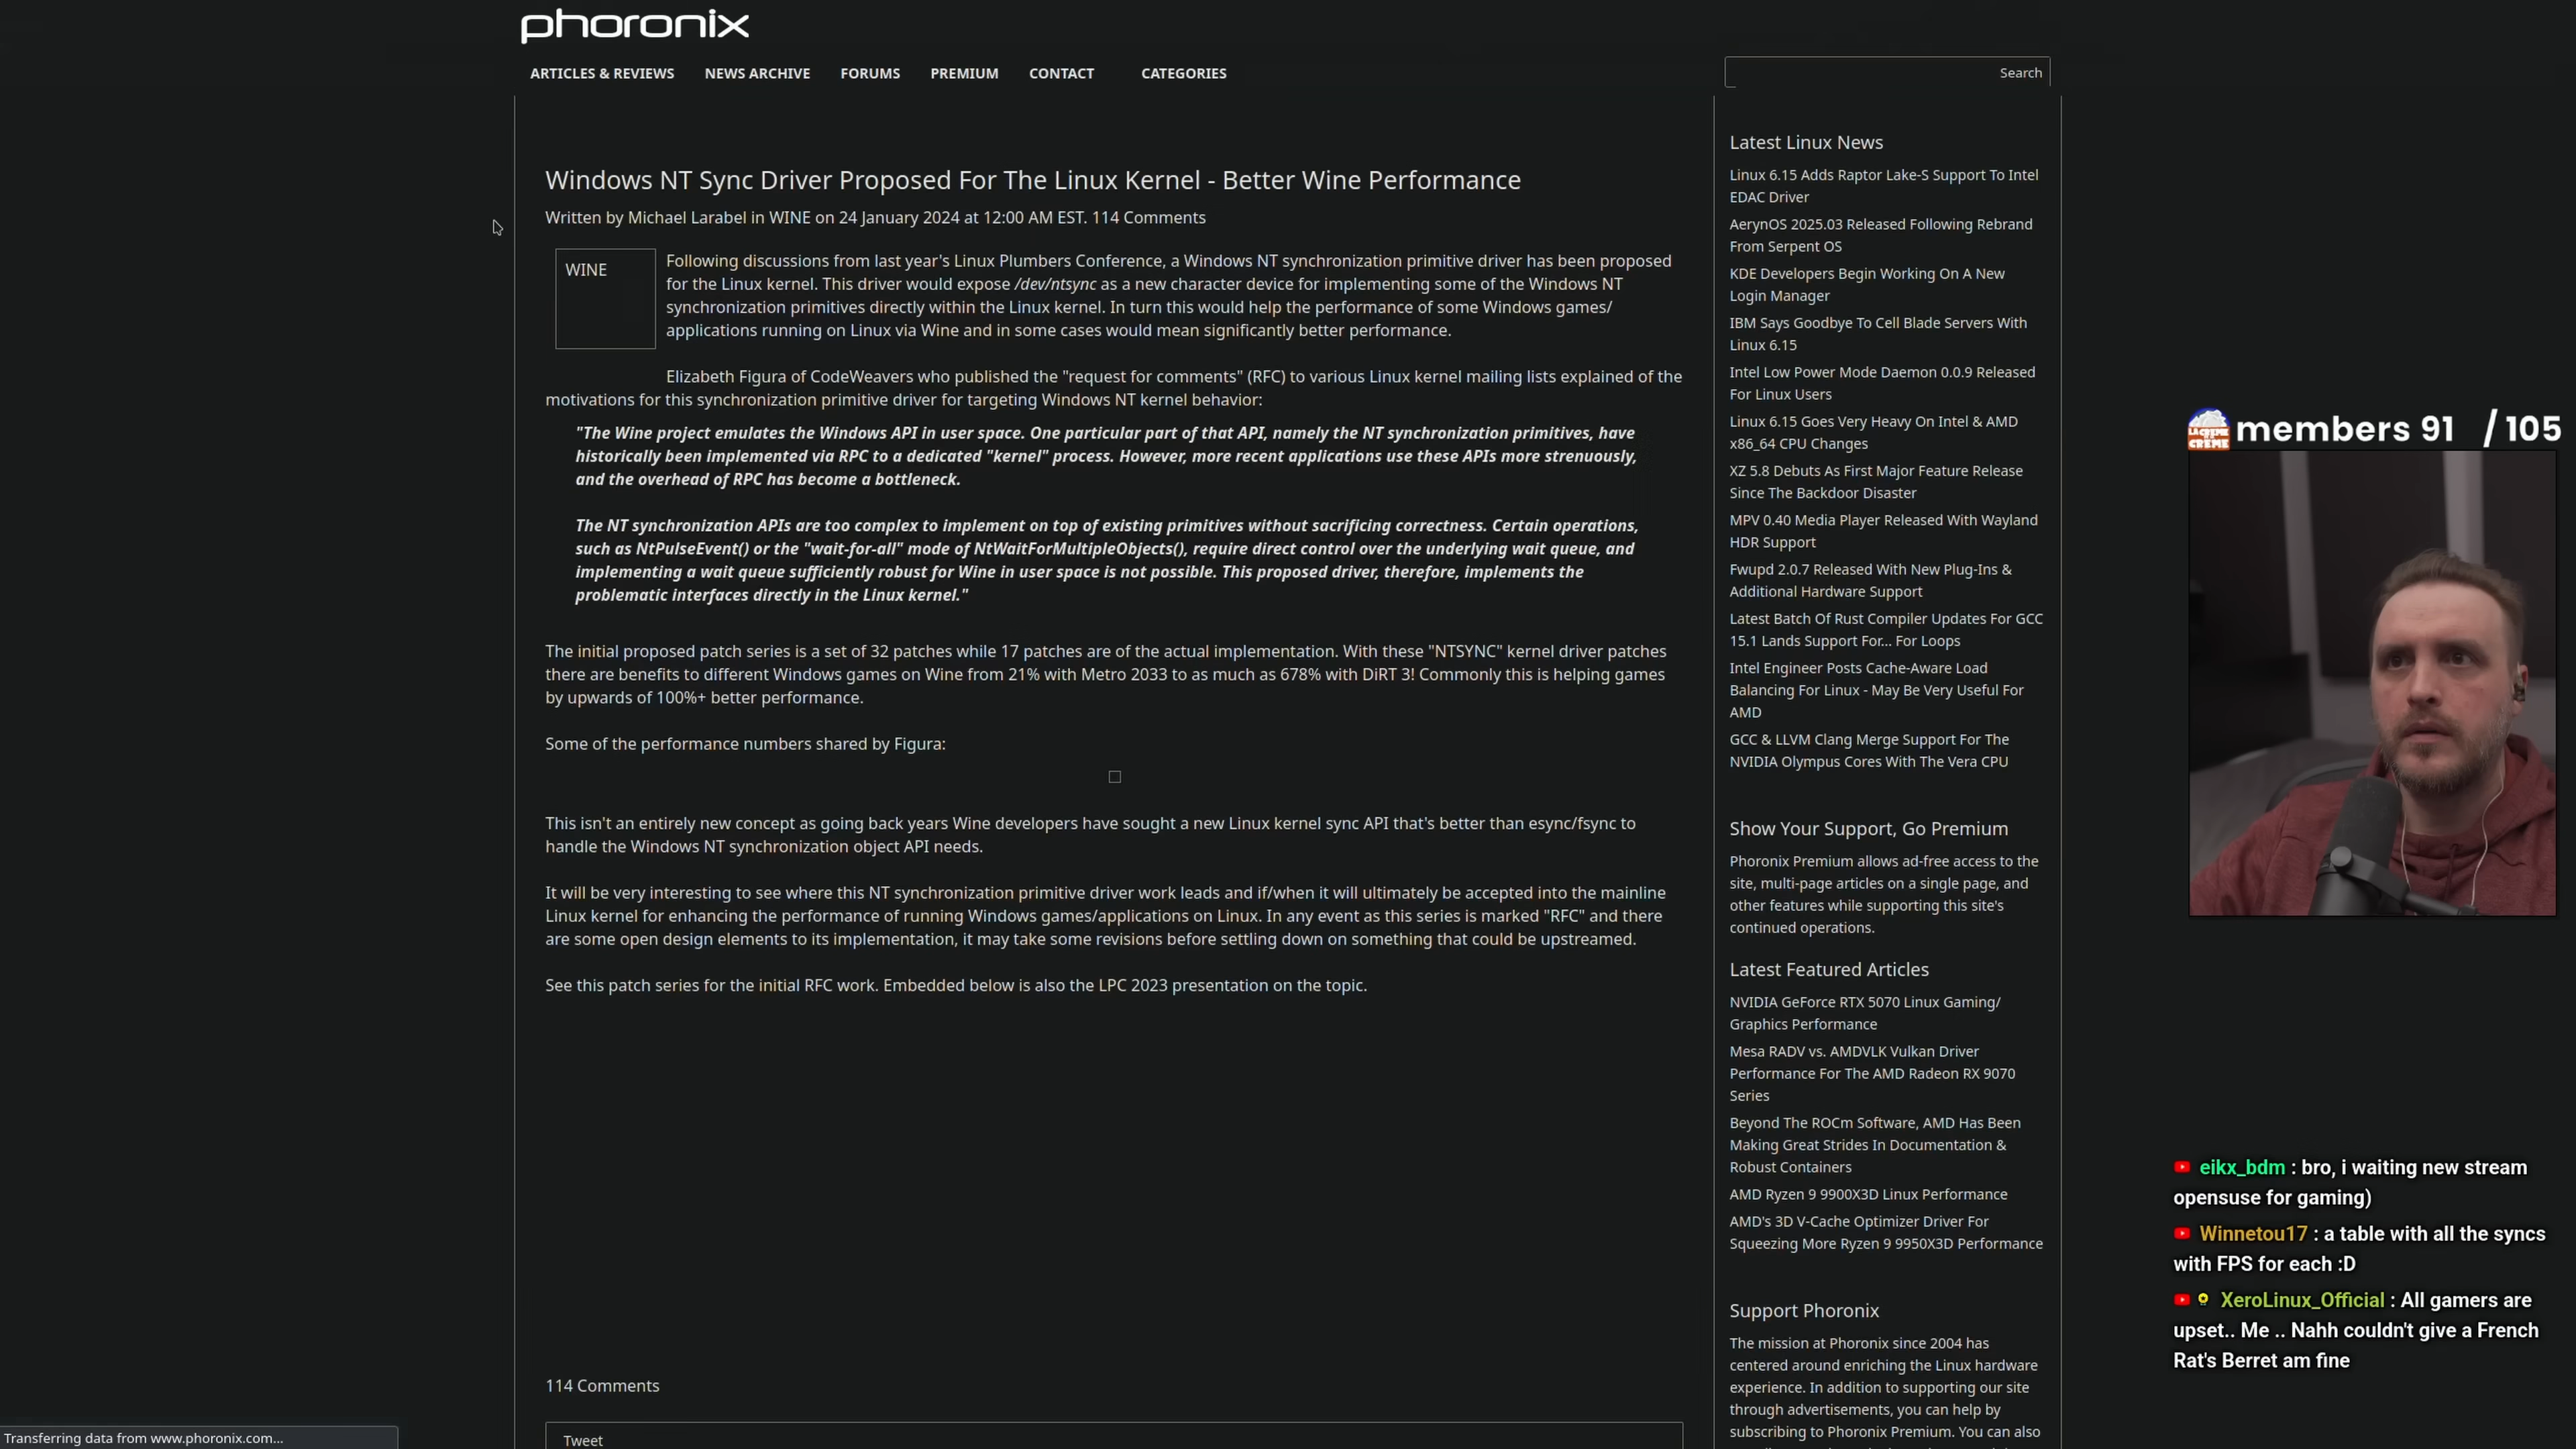 phoronix
ARTICLES & REVIEWS NEWS ARCHIVE FORUMS PREMIUM CONTACT CATEGORIES
Search
Windows NT Sync Driver Proposed For The Linux Kernel - Better Wine Performance
Written by Michael Larabel in WINE on 24 January 2024 at 12:00 AM EST. 114 Comments
WINE
Following discussions from last year's Linux Plumbers Conference, a Windows NT synchronization primitive driver has been proposed
for the Linux kernel. This driver would expose /dev/ntsync as a new character device for implementing some of the Windows NT
synchronization primitives directly within the Linux kernel. In turn this would help the performance of some Windows games/
applications running on Linux via Wine and in some cases would mean significantly better performance.
Elizabeth Figura of CodeWeavers who published the "request for comments" (RFC) to various Linux kernel mailing lists explained of the
motivations for this synchronization primitive driver for targeting Windows NT kernel behavior:
"The Wine project emulates the Windows API in user space. One particular part of that API, namely the NT synchronization primitives, have
historically been implemented via RPC to a dedicated "kernel" process. However, more recent applications use these APIs more strenuously,
and the overhead of RPC has become a bottleneck.
The NT synchronization APIs are too complex to implement on top of existing primitives without sacrificing correctness. Certain operations,
such as NtPulseEvent() or the "wait-for-all" mode of NtWaitForMultipleObjects(), require direct control over the underlying wait queue, and
implementing a wait queue sufficiently robust for Wine in user space is not possible. This proposed driver, therefore, implements the
problematic interfaces directly in the Linux kernel."
The initial proposed patch series is a set of 32 patches while 17 patches are of the actual implementation. With these "NTSYNC" kernel driver patches
there are benefits to different Windows games on Wine from 21% with Metro 2033 to as much as 678% with DiRT 3! Commonly this is helping games
by upwards of 100%+ better performance.
Some of the performance numbers shared by Figura:
This isn't an entirely new concept as going back years Wine developers have sought a new Linux kernel sync API that's better than esync/fsync to
handle the Windows NT synchronization object API needs.
It will be very interesting to see where this NT synchronization primitive driver work leads and if/when it will ultimately be accepted into the mainline
Linux kernel for enhancing the performance of running Windows games/applications on Linux. In any event as this series is marked "RFC" and there
are some open design elements to its implementation, it may take some revisions before settling down on something that could be upstreamed.
See this patch series for the initial RFC work. Embedded below is also the LPC 2023 presentation on the topic.
114 Comments
Tweet
Transferring data from www.phoronix.com...
Latest Linux News
Linux 6.15 Adds Raptor Lake-S Support To Intel
EDAC Driver
AerynOS 2025.03 Released Following Rebrand
From Serpent OS
KDE Developers Begin Working On A New
Login Manager
IBM Says Goodbye To Cell Blade Servers With
Linux 6.15
Intel Low Power Mode Daemon 0.0.9 Released
For Linux Users
Linux 6.15 Goes Very Heavy On Intel & AMD
x86_64 CPU Changes
XZ 5.8 Debuts As First Major Feature Release
Since The Backdoor Disaster
MPV 0.40 Media Player Released With Wayland
HDR Support
Fwupd 2.0.7 Released With New Plug-Ins &
Additional Hardware Support
Latest Batch Of Rust Compiler Updates For GCC
15.1 Lands Support For... For Loops
Intel Engineer Posts Cache-Aware Load
Balancing For Linux - May Be Very Useful For
AMD
GCC & LLVM Clang Merge Support For The
NVIDIA Olympus Cores With The Vera CPU
Show Your Support, Go Premium
Phoronix Premium allows ad-free access to the
site, multi-page articles on a single page, and
other features while supporting this site's
continued operations.
Latest Featured Articles
NVIDIA GeForce RTX 5070 Linux Gaming/
Graphics Performance
Mesa RADV vs. AMDVLK Vulkan Driver
Performance For The AMD Radeon RX 9070
Series
Beyond The ROCm Software, AMD Has Been
Making Great Strides In Documentation &
Robust Containers
AMD Ryzen 9 9900X3D Linux Performance
AMD's 3D V-Cache Optimizer Driver For
Squeezing More Ryzen 9 9950X3D Performance
Support Phoronix
The mission at Phoronix since 2004 has
centered around enriching the Linux hardware
experience. In addition to supporting our site
through advertisements, you can help by
subscribing to Phoronix Premium. You can also
LA CREME
CREME
members 91 / 105
eikx_bdm : bro, i waiting new stream
opensuse for gaming)
Winnetou17 : a table with all the syncs
with FPS for each :D
XeroLinux_Official : All gamers are
upset.. Me .. Nahh couldn't give a French
Rat's Berret am fine